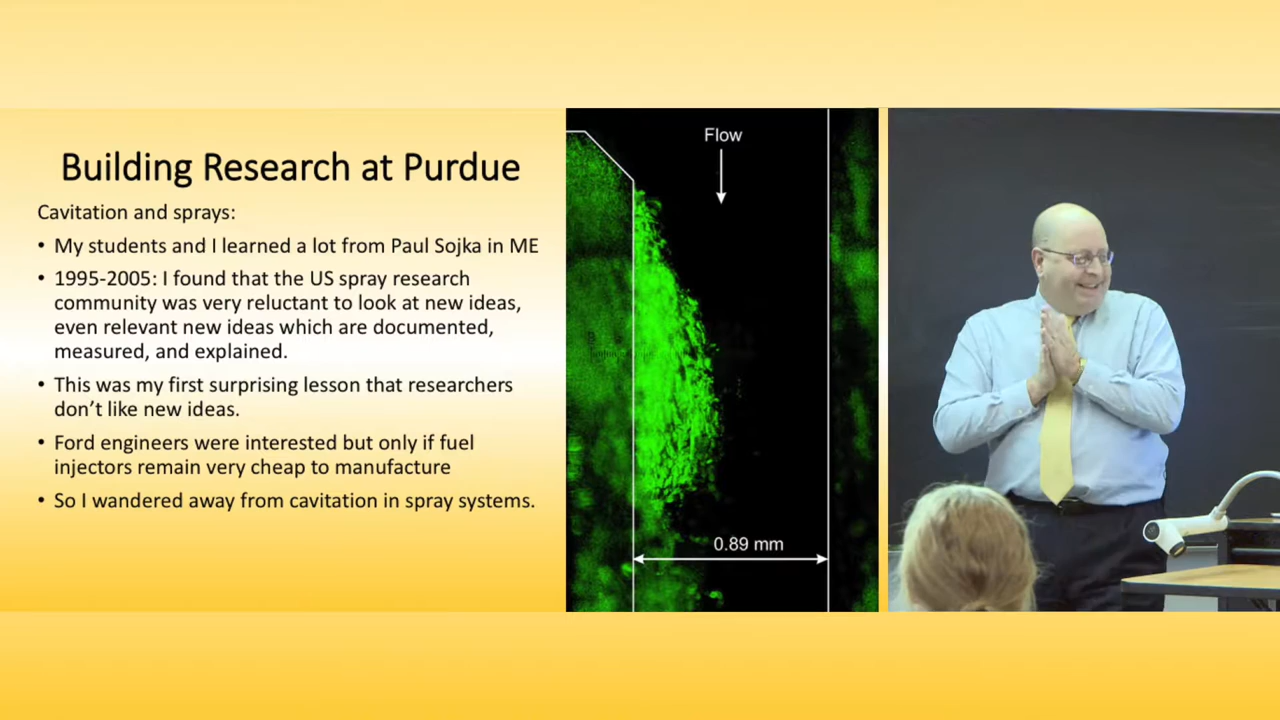 Building Research at Purdue
Cavitation and sprays:
• My students and I learned a lot from Paul Sojka in ME
• 1995-2005: I found that the US spray research
community was very reluctant to look at new ideas,
even relevant new ideas which are documented,
measured, and explained.
• This was my first surprising lesson that researchers
don’t like new ideas.
• Ford engineers were interested but only if fuel
injectors remain very cheap to manufacture
• So I wandered away from cavitation in spray systems.
Flow
0.89 mm